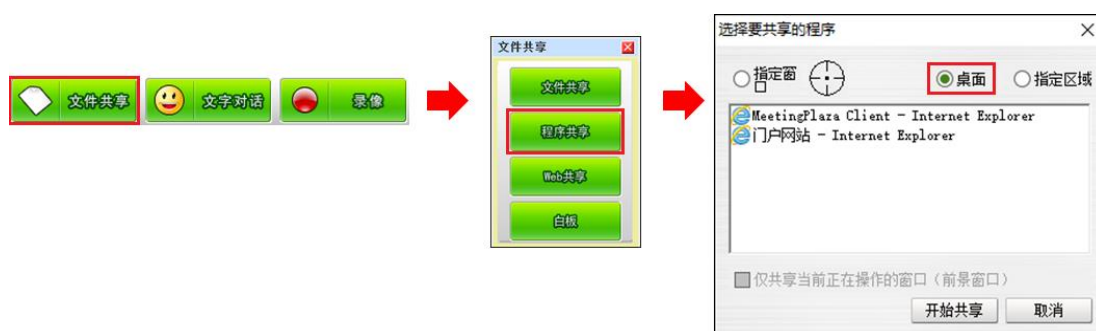 文件共享
文字对话
录像
文件共享
文件共享
程序共享
Web共享
白板
选择要共享的程序
指定窗口
桌面
指定区域
MeetingPlaza Client - Internet Explorer
门户网站 - Internet Explorer
仅共享当前正在操作的窗口（前景窗口）
开始共享
取消